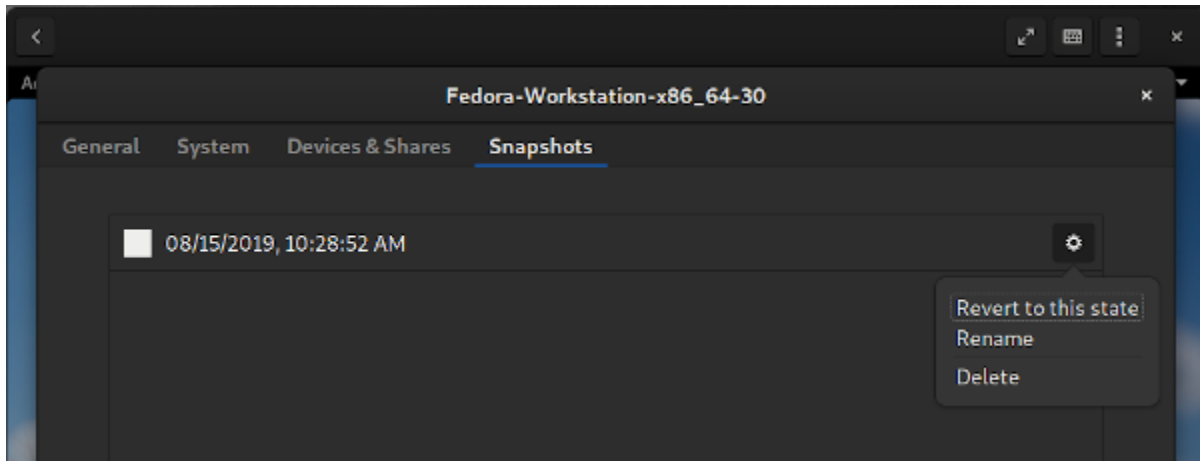 Fedora-Workstation-x86_64-30
General System Devices & Shares Snapshots
08/15/2019, 10:28:52 AM
Revert to this state
Rename
Delete